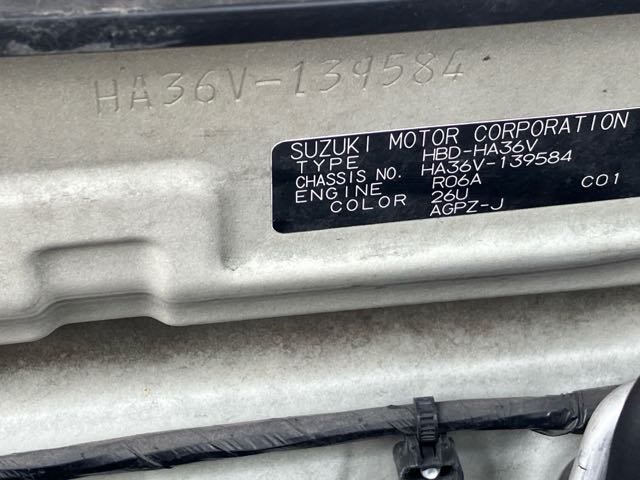 HA36V-139584
SUZUKI MOTOR CORPORATION
TYPE HBD-HA36V
CHASSIS NO. HA36V-139584
ENGINE R06A C01
COLOR 26U
AGPZ-J